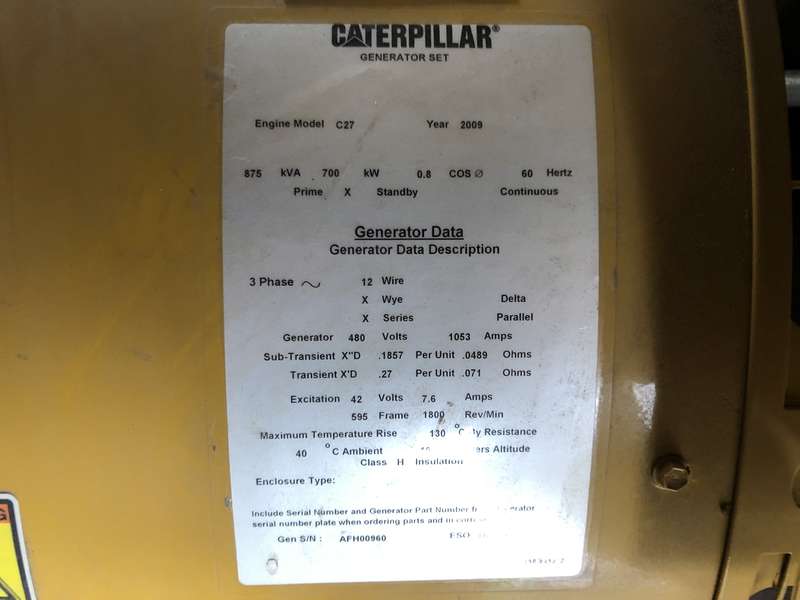 CATERPILLAR®
GENERATOR SET
Engine Model C27 Year 2009
875 kVA 700 kW 0.8 COS Ø 60 Hertz
Prime X Standby Continuous
Generator Data
Generator Data Description
3 Phase 12 Wire
X Wye Delta
X Series Parallel
Generator 480 Volts 1053 Amps
Sub-Transient X"D .1857 Per Unit .0489 Ohms
Transient X'D .27 Per Unit .071 Ohms
Excitation 42 Volts 7.6 Amps
595 Frame 1800 Rev/Min
Maximum Temperature Rise 130 °C By Resistance
40 °C Ambient Altitude
Class H Insulation
Enclosure Type:
Include Serial Number and Generator Part Number
serial number plate when ordering parts and in
Gen S/N : AFH00960 ESO